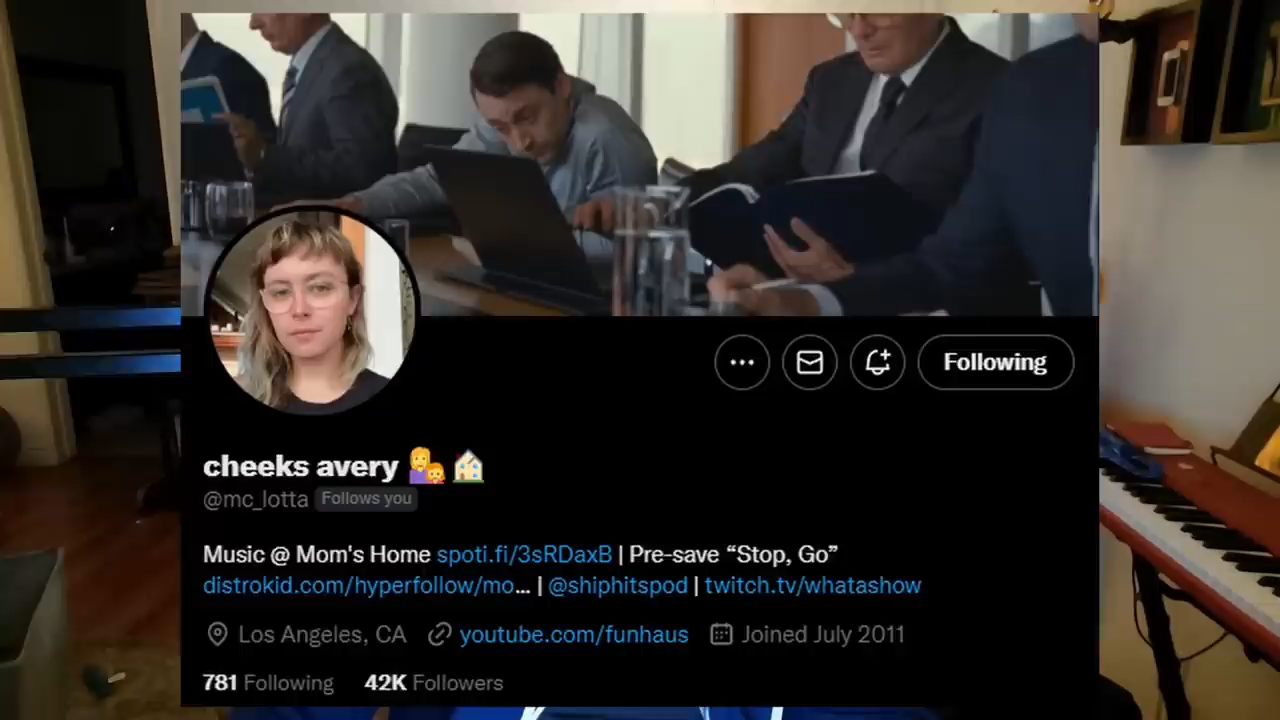 Following
cheeks avery 👩‍👧 🏠
@mc_lotta Follows you
Music @ Mom's Home spoti.fi/3sRDaxB | Pre-save “Stop, Go”
distrokid.com/hyperfollow/mo... | @shiphitspod | twitch.tv/whatashow
Los Angeles, CA youtube.com/funhaus Joined July 2011
781 Following 42K Followers